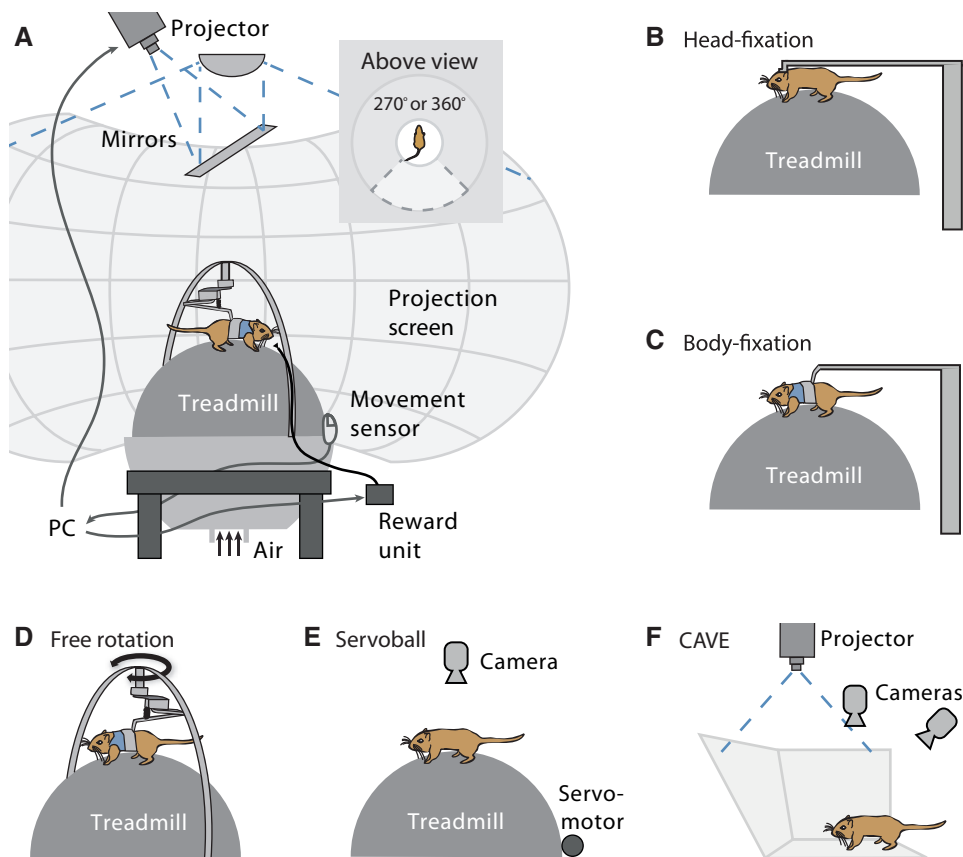 A
Projector
Above view
270° or 360°
Mirrors
Projection
screen
Treadmill
Movement
sensor
PC
Reward
unit
Air
B Head-fixation
Treadmill
C Body-fixation
Treadmill
D Free rotation
Treadmill
E Servoball
Camera
Treadmill
Servo-
motor
F CAVE
Projector
Cameras